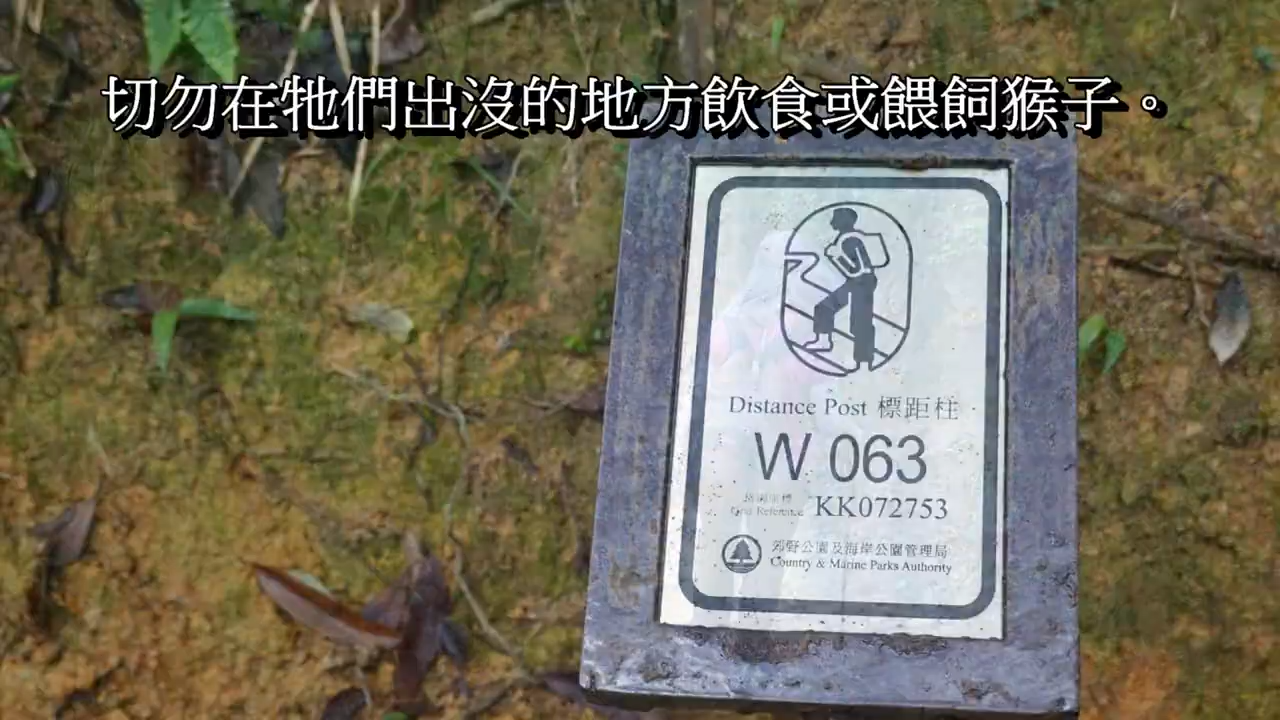 切勿在牠們出沒的地方飲食或餵飼猴子。
Distance Post 標距柱
W 063
Grid Reference KK072753
郊野公園及海岸公園管理局
Country & Marine Parks Authority